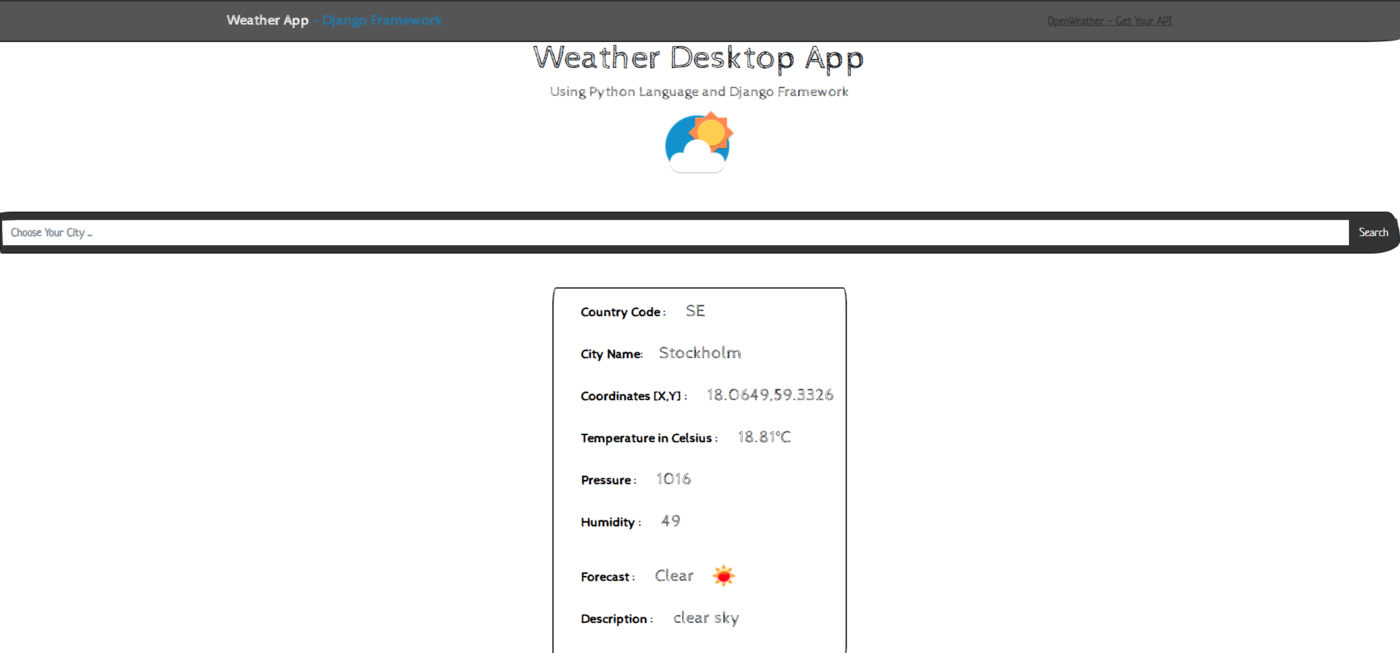 Weather App - Django Framework
OpenWeather - Get Your API
Weather Desktop App
Using Python Language and Django Framework
Choose Your City ...
Search
Country Code : SE
City Name: Stockholm
Coordinates [X,Y] : 18.0649,59.3326
Temperature in Celsius : 18.81°C
Pressure : 1016
Humidity : 49
Forecast : Clear
Description : clear sky